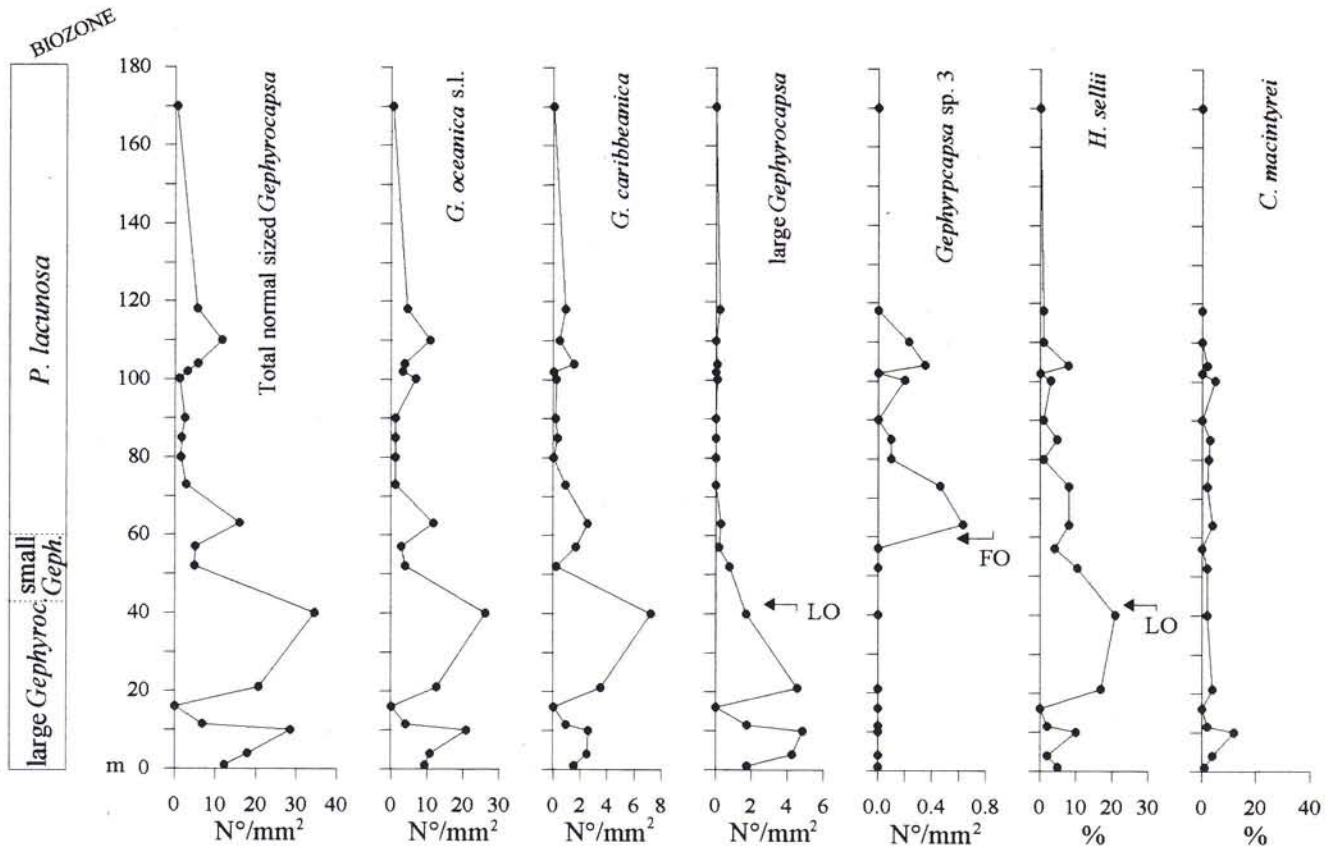 BIOZONE
P. lacunosa
small
Geph.
large Gephyroc.
180
160
140
120
100
80
60
40
20
m 0
Total normal sized Gephyrocapsa
0 10 20 30 40
N°/mm²
G. oceanica s.l.
0 10 20 30
N°/mm²
G. caribbeanica
0 2 4 6 8
N°/mm²
large Gephyrocapsa
LO
0 2 4 6
N°/mm²
Gephyrpcapsa sp. 3
FO
0.0 0.4 0.8
N°/mm²
H. sellii
LO
0 10 20 30
%
C. macintyrei
0 20 40
%